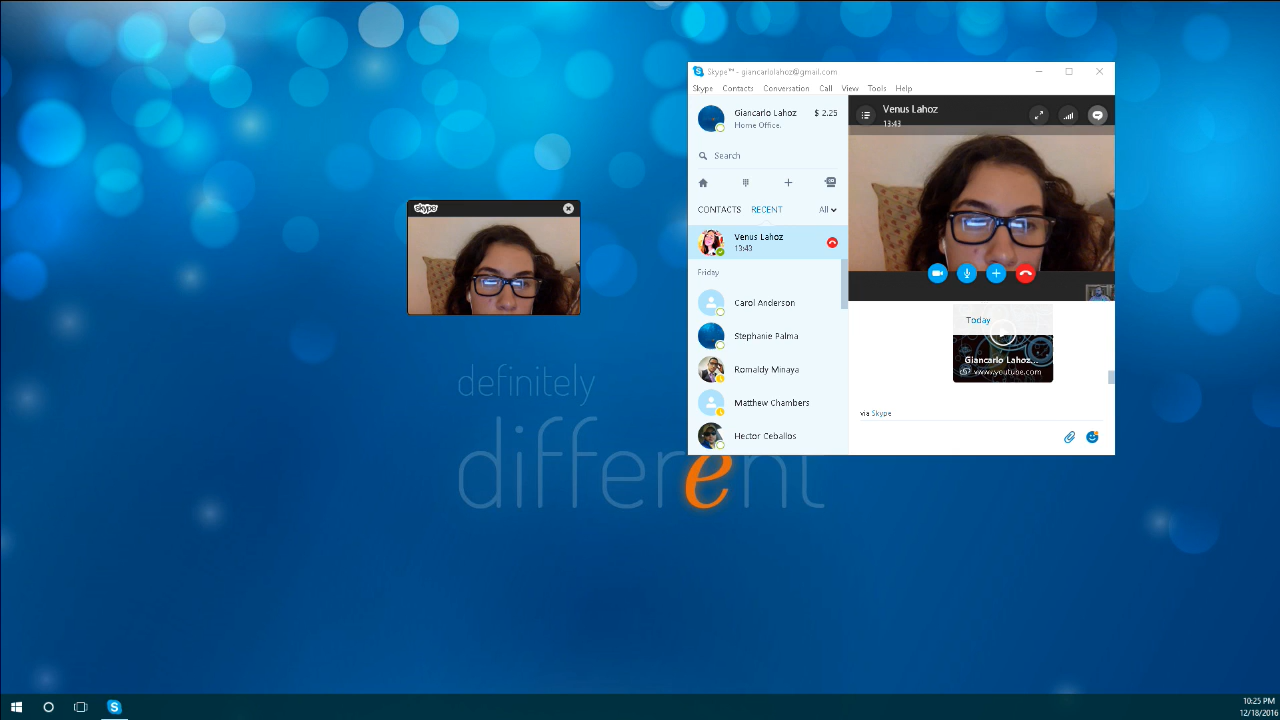 Skype™ - giancarlolahoz@gmail.com
Skype Contacts Conversation Call View Tools Help
Giancarlo Lahoz $ 2.25
Home Office.
Search
CONTACTS RECENT All
Venus Lahoz
13:43
Friday
Carol Anderson
Stephanie Palma
Romaldy Minaya
Matthew Chambers
Hector Ceballos
Venus Lahoz
13:43
Today
Giancarlo Lahoz...
www.youtube.com
via Skype
skype
definitely
different
10:25 PM
12/18/2016